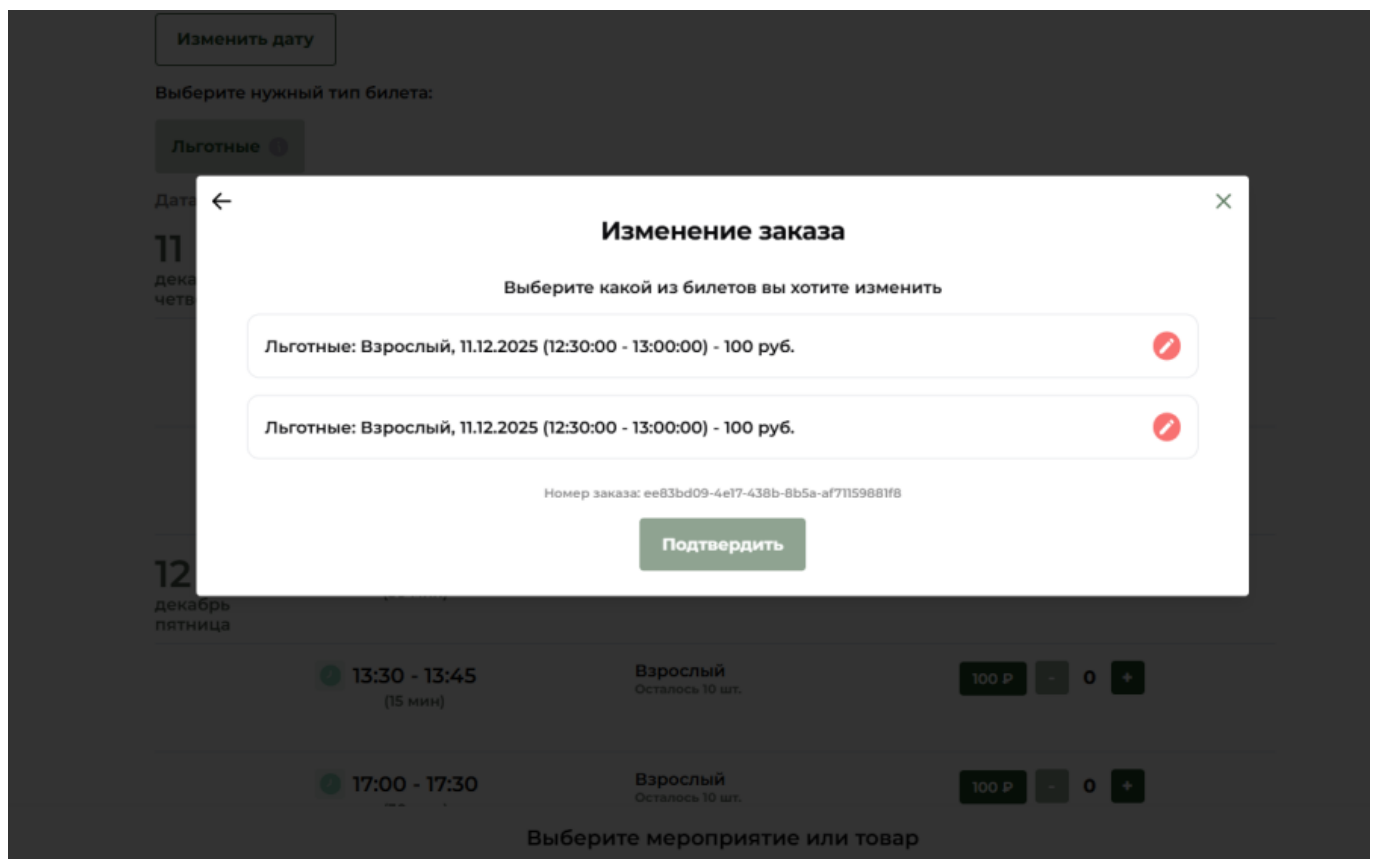 Изменить дату
Выберите нужный тип билета:
Льготные
Дата
11
дека
четв
Изменение заказа
Выберите какой из билетов вы хотите изменить
Льготные: Взрослый, 11.12.2025 (12:30:00 - 13:00:00) - 100 руб.
Льготные: Взрослый, 11.12.2025 (12:30:00 - 13:00:00) - 100 руб.
Номер заказа: ee83bd09-4e17-438b-8b5a-af71159881f8
Подтвердить
12
декабрь
пятница
13:30 - 13:45
(15 мин)
Взрослый
Осталось 10 шт.
100 ₽ - 0 +
17:00 - 17:30
Взрослый
Осталось 10 шт.
100 ₽ - 0 +
Выберите мероприятие или товар